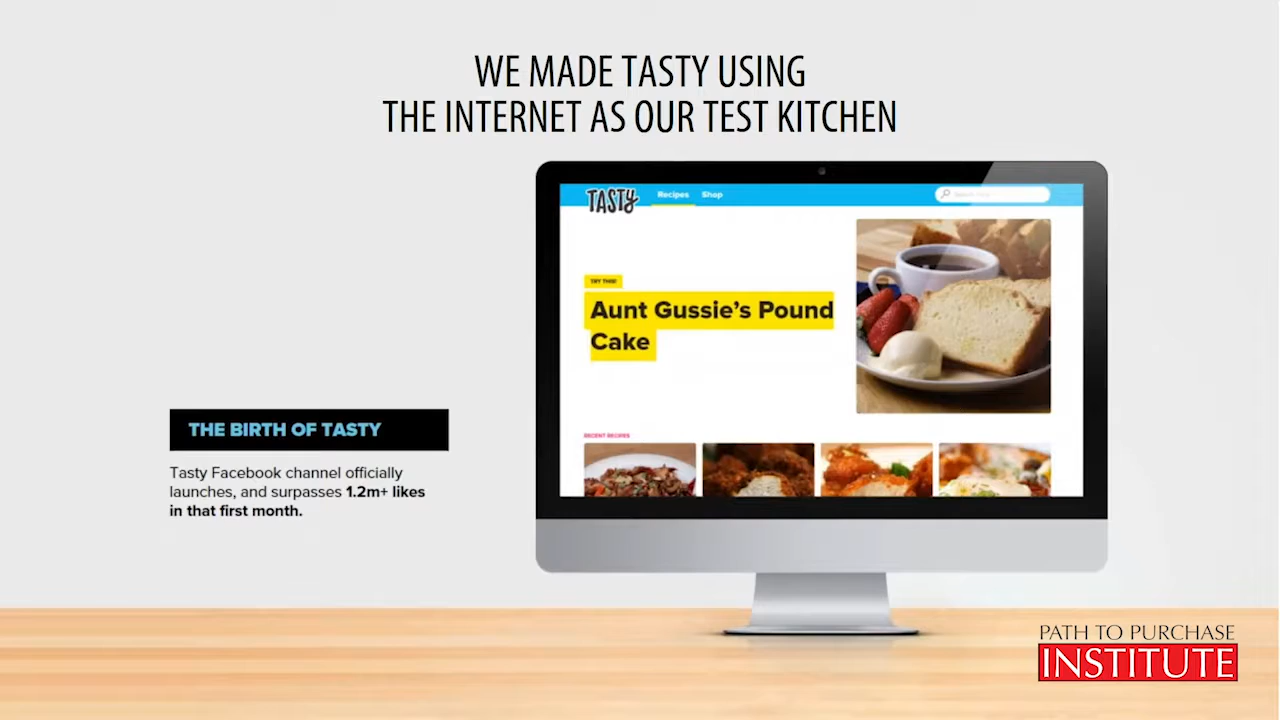 WE MADE TASTY USING
THE INTERNET AS OUR TEST KITCHEN
TASTY
Recipes Shop
TRY THIS!
Aunt Gussie's Pound
Cake
RECENT RECIPES
THE BIRTH OF TASTY
Tasty Facebook channel officially
launches, and surpasses 1.2m+ likes
in that first month.
PATH TO PURCHASE
INSTITUTE